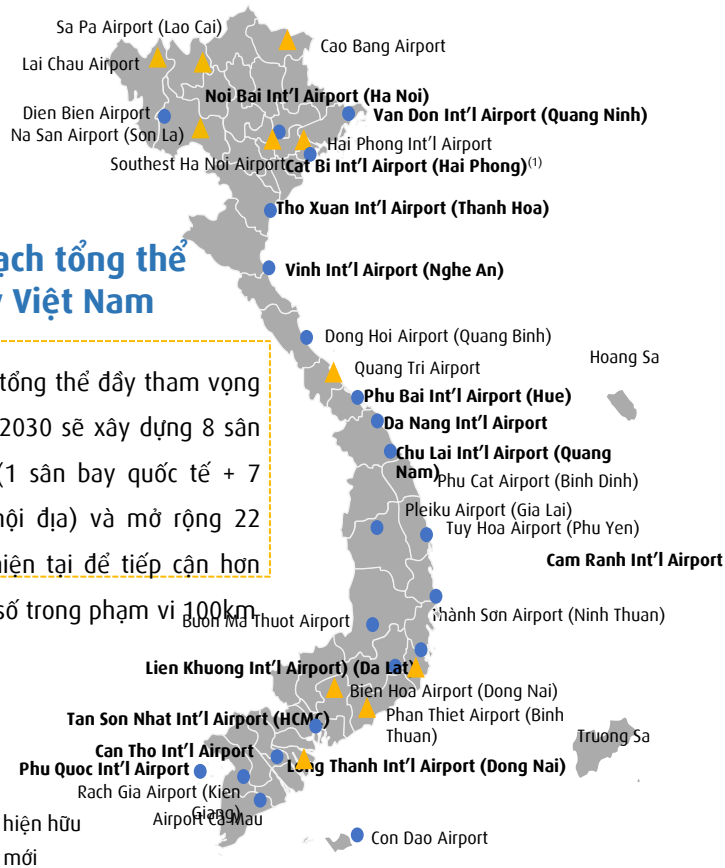 Sa Pa Airport (Lao Cai)
Cao Bang Airport
Lai Chau Airport
Noi Bai Int'l Airport (Ha Noi)
Dien Bien Airport
Van Don Int'l Airport (Quang Ninh)
Na San Airport (Son La)
Hai Phong Int'l Airport
Southest Ha Noi Airport
Cat Bi Int'l Airport (Hai Phong)(1)
Tho Xuan Int'l Airport (Thanh Hoa)
ạch tổng thể
Việt Nam
Vinh Int'l Airport (Nghe An)
Dong Hoi Airport (Quang Binh)
Hoang Sa
Quang Tri Airport
tổng thể đầy tham vọng
2030 sẽ xây dựng 8 sân
(1 sân bay quốc tế + 7
nội địa) và mở rộng 22
hiện tại để tiếp cận hơn
số trong phạm vi 100km
Phu Bai Int'l Airport (Hue)
Da Nang Int'l Airport
Chu Lai Int'l Airport (Quang
Nam)
Phu Cat Airport (Binh Dinh)
Pleiku Airport (Gia Lai)
Tuy Hoa Airport (Phu Yen)
Cam Ranh Int'l Airport
Buon Ma Thuot Airport
Thành Sơn Airport (Ninh Thuan)
Lien Khuong Int'l Airport) (Da Lat)
Bien Hoa Airport (Dong Nai)
Phan Thiet Airport (Binh
Thuan)
Tan Son Nhat Int'l Airport (HCMC)
Truong Sa
Can Tho Int'l Airport
Phu Quoc Int'l Airport
Long Thanh Int'l Airport (Dong Nai)
Rach Gia Airport (Kien
Giang)
Airport Ca Mau
hiện hữu
mới
Con Dao Airport